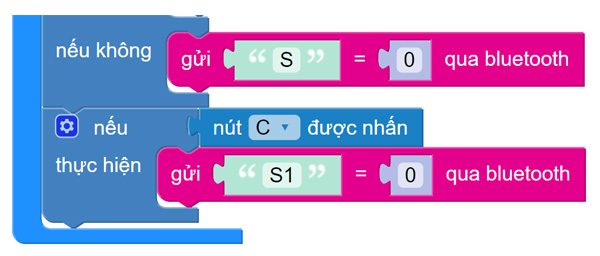 nếu không gửi “ S ” = 0 qua bluetooth
nếu nút C ▾ được nhấn
thực hiện gửi “ S1 ” = 0 qua bluetooth